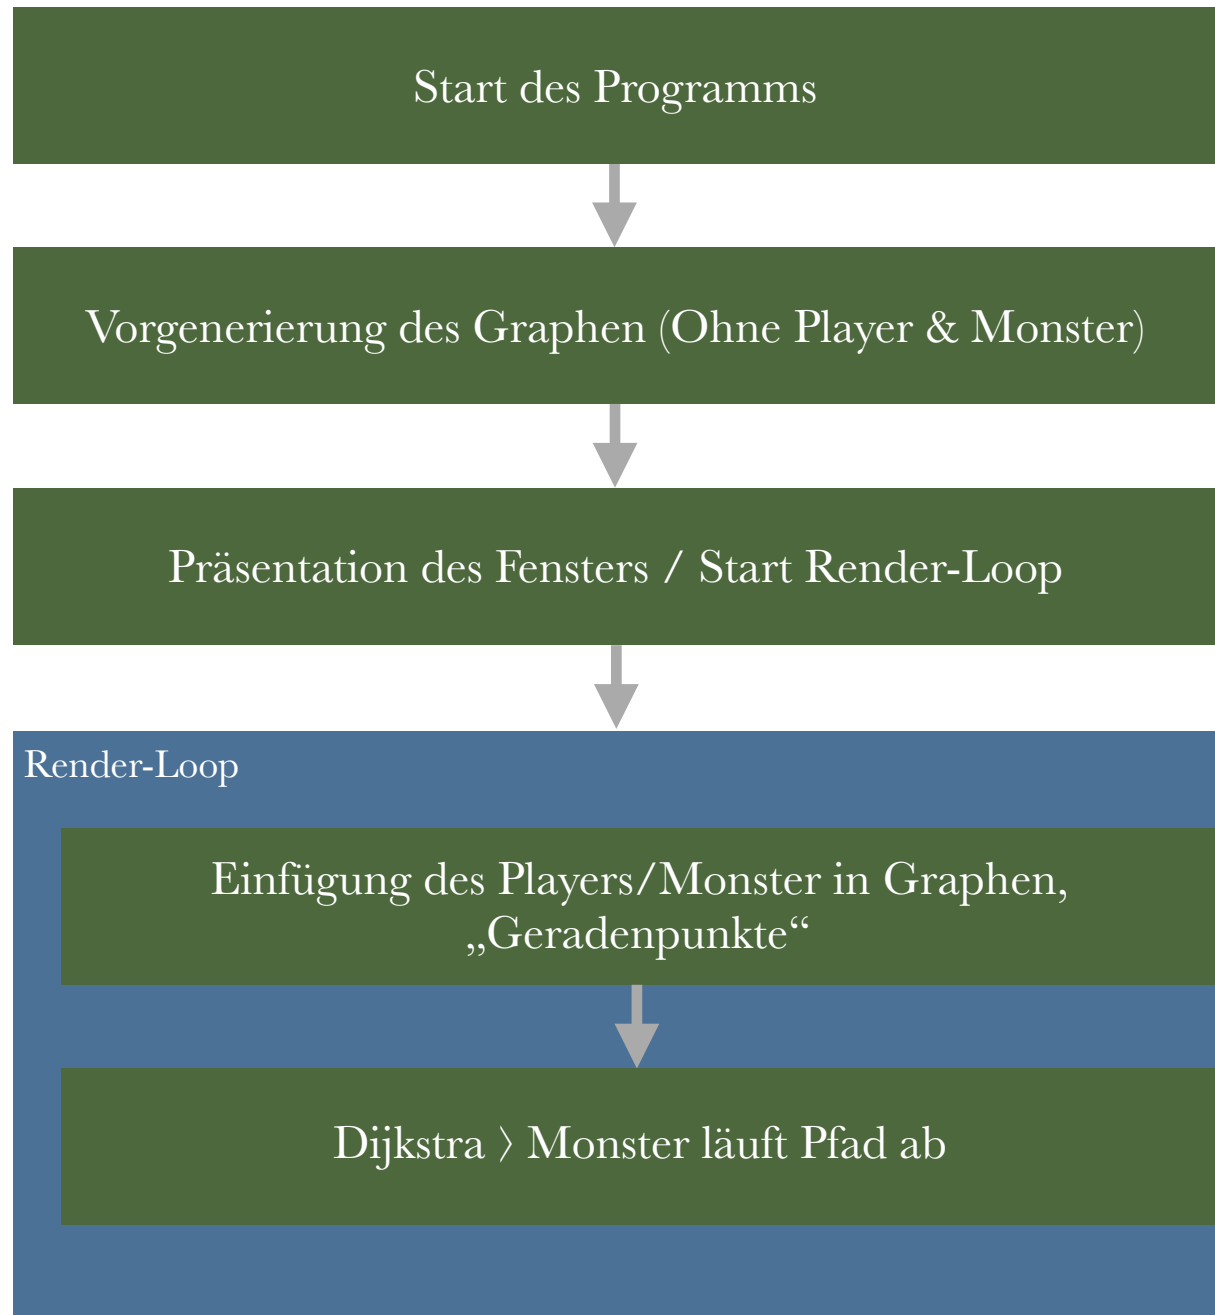 Start des Programms
Vorgenerierung des Graphen (Ohne Player & Monster)
Präsentation des Fensters / Start Render-Loop
Render-Loop
Einfügung des Players/Monster in Graphen,
„Geradenpunkte“
Dijkstra 〉Monster läuft Pfad ab